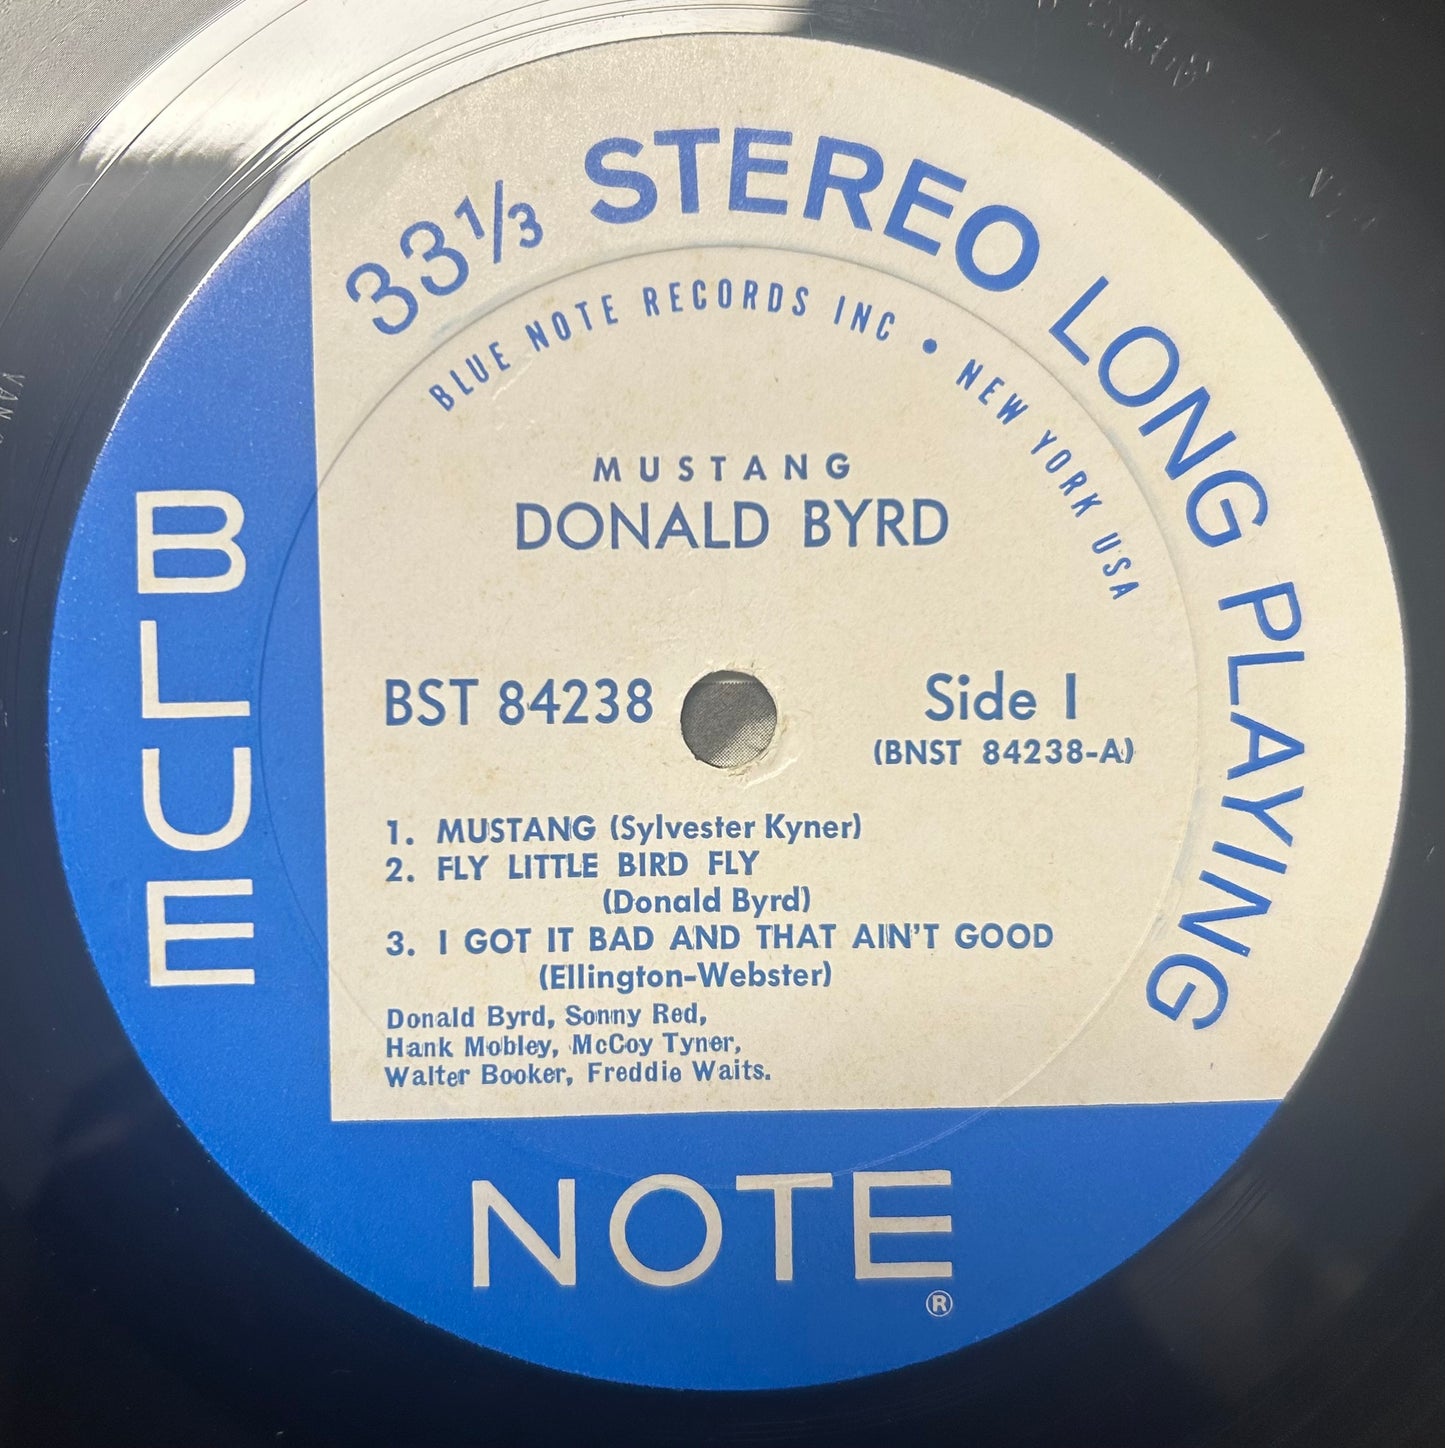 33 1/3 STEREO LONG PLAYING
BLUE NOTE RECORDS INC • NEW YORK USA
MUSTANG
DONALD BYRD
BST 84238
Side 1
(BNST 84238-A)
1. MUSTANG (Sylvester Kyner)
2. FLY LITTLE BIRD FLY
(Donald Byrd)
3. I GOT IT BAD AND THAT AIN'T GOOD
(Ellington-Webster)
Donald Byrd, Sonny Red,
Hank Mobley, McCoy Tyner,
Walter Booker, Freddie Waits.
BLUE
NOTE
®